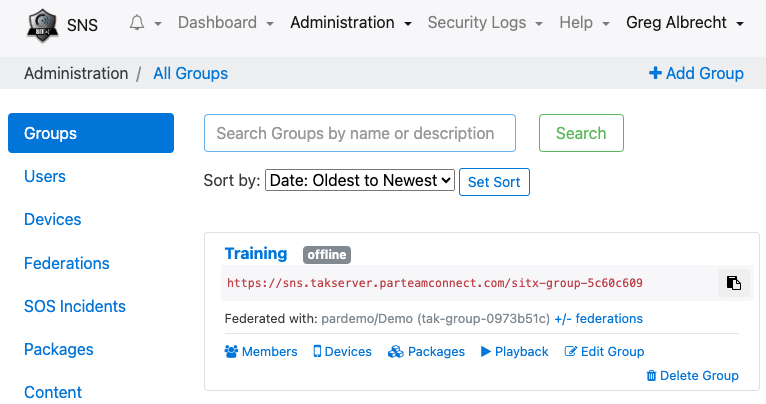 SNS Dashboard Administration Security Logs Help Greg Albrecht
Administration / All Groups + Add Group
Groups
Users
Devices
Federations
SOS Incidents
Packages
Content
Search Groups by name or description Search
Sort by: Date: Oldest to Newest Set Sort
Training offline
https://sns.takserver.parteamconnect.com/sitx-group-5c60c609
Federated with: pardemo/Demo (tak-group-0973b51c) +/- federations
Members Devices Packages Playback Edit Group
Delete Group